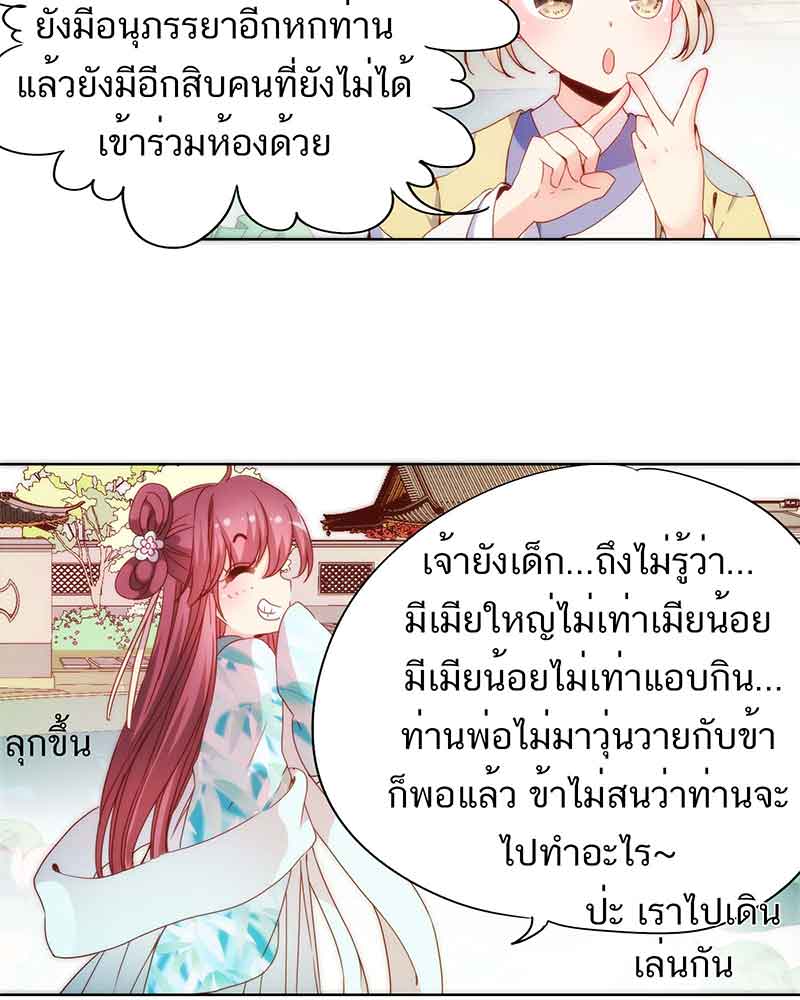 ยังมีอนุภรรยาอีกหกท่าน
แล้วยังมีอีกสิบคนที่ยังไม่ได้
เข้าร่วมห้องด้วย
เจ้ายังเด็ก...ถึงไม่รู้ว่า...
มีเมียใหญ่ไม่เท่าเมียน้อย
มีเมียน้อยไม่เท่าแอบกิน...
ท่านพ่อไม่มาวุ่นวายกับข้า
ก็พอแล้ว ข้าไม่สนว่าท่านจะ
ไปทำอะไร~
ลุกขึ้น
ป่ะ เราไปเดิน
เล่นกัน